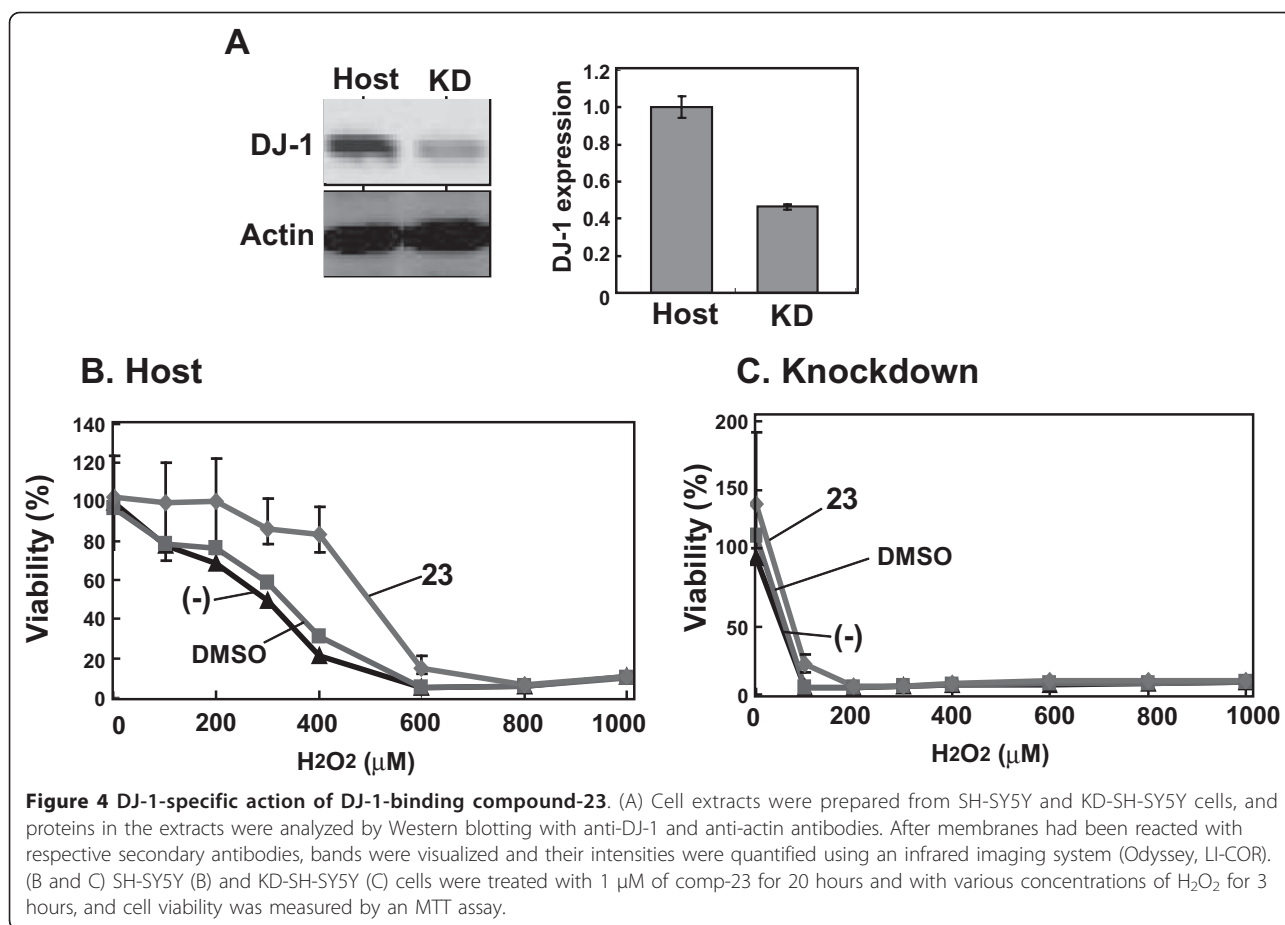 A
Host KD
DJ-1
Actin
DJ-1 expression
1.2
1.0
0.8
0.6
0.4
0.2
0
Host KD
B. Host
Viability (%)
140
120
100
80
60
40
20
0
23
(-)
DMSO
0 200 400 600 800 1000
H2O2 (μM)
C. Knockdown
Viability (%)
200
150
100
50
0
23
DMSO
(-)
0 200 400 600 800 1000
H2O2 (μM)
Figure 4 DJ-1-specific action of DJ-1-binding compound-23. (A) Cell extracts were prepared from SH-SY5Y and KD-SH-SY5Y cells, and
proteins in the extracts were analyzed by Western blotting with anti-DJ-1 and anti-actin antibodies. After membranes had been reacted with
respective secondary antibodies, bands were visualized and their intensities were quantified using an infrared imaging system (Odyssey, LI-COR).
(B and C) SH-SY5Y (B) and KD-SH-SY5Y (C) cells were treated with 1 μM of comp-23 for 20 hours and with various concentrations of H₂O₂ for 3
hours, and cell viability was measured by an MTT assay.